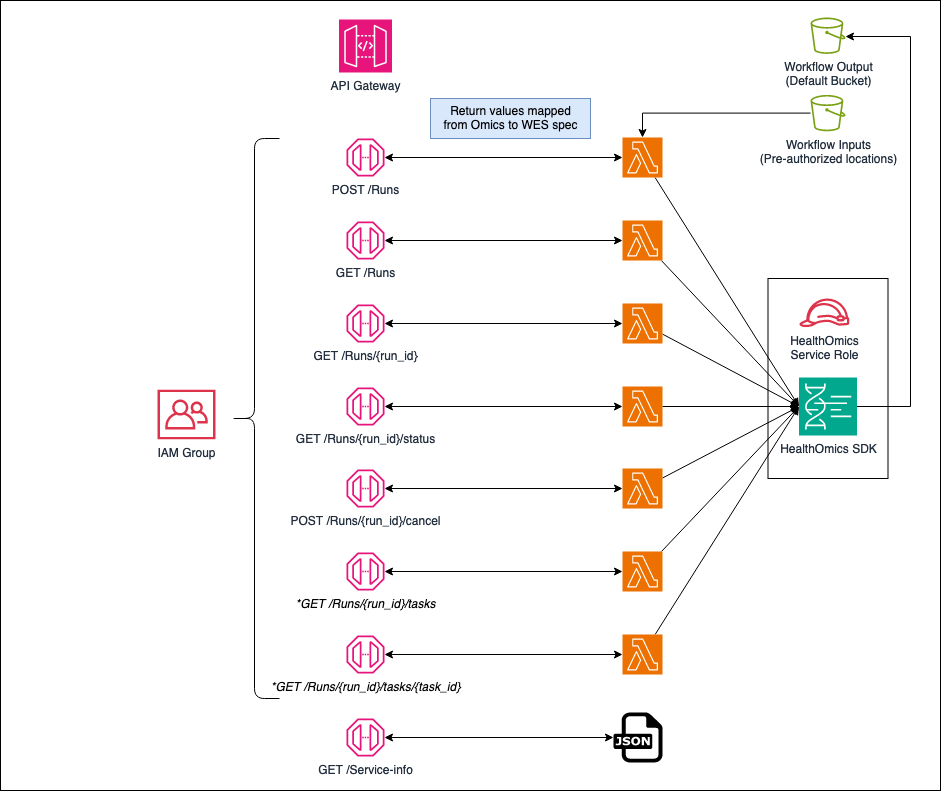 API Gateway
Workflow Output
(Default Bucket)
Return values mapped
from Omics to WES spec
Workflow Inputs
(Pre-authorized locations)
POST /Runs
GET /Runs
GET /Runs/{run_id}
HealthOmics
Service Role
GET /Runs/{run_id}/status
IAM Group
HealthOmics SDK
POST /Runs/{run_id}/cancel
*GET /Runs/{run_id}/tasks
*GET /Runs/{run_id}/tasks/{task_id}
JSON
GET /Service-info